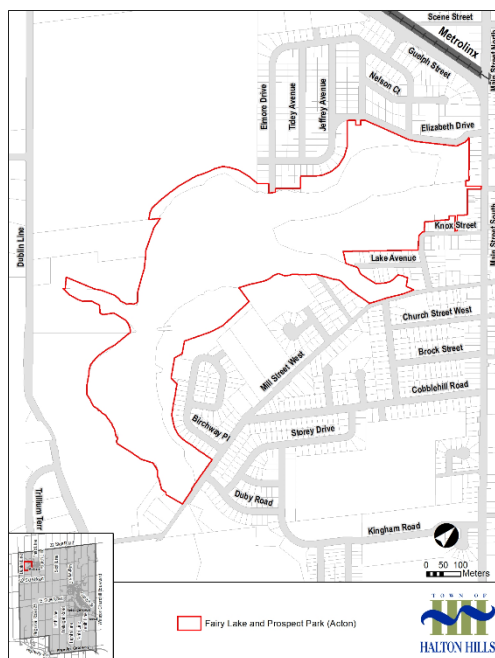 Scene Street
Metrolinx
Main Street North
Guelph Street
Nelson Ct
Elmore Drive
Tidey Avenue
Jeffrey Avenue
Elizabeth Drive
Dublin Line
Knox Street
Main Street South
Lake Avenue
Church Street West
Brock Street
Mill Street West
Cobblehill Road
Birchway Pl
Storey Drive
Duby Road
Trillium Terr
Kingham Road
0 50 100
Meters
Fairy Lake and Prospect Park (Acton)
TOWN OF
HALTON HILLS